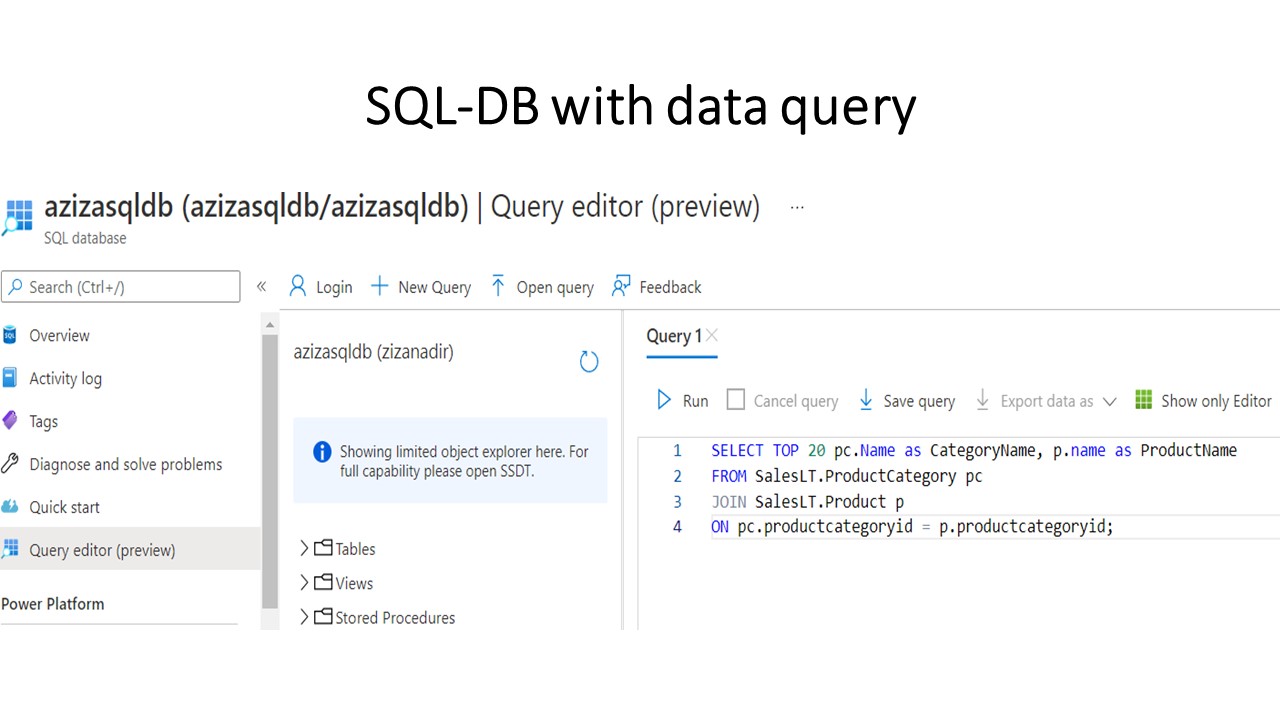 SQL-DB with data query
azizasqldb (azizasqldb/azizasqldb) | Query editor (preview) ...
SQL database
Search (Ctrl+/) «
Login New Query Open query Feedback
Overview
Activity log
Tags
Diagnose and solve problems
Quick start
Query editor (preview)
Power Platform
azizasqldb (zizanadir)
Showing limited object explorer here. For
full capability please open SSDT.
Tables
Views
Stored Procedures
Query 1
Run Cancel query Save query Export data as Show only Editor
1 SELECT TOP 20 pc.Name as CategoryName, p.name as ProductName
2 FROM SalesLT.ProductCategory pc
3 JOIN SalesLT.Product p
4 ON pc.productcategoryid = p.productcategoryid;